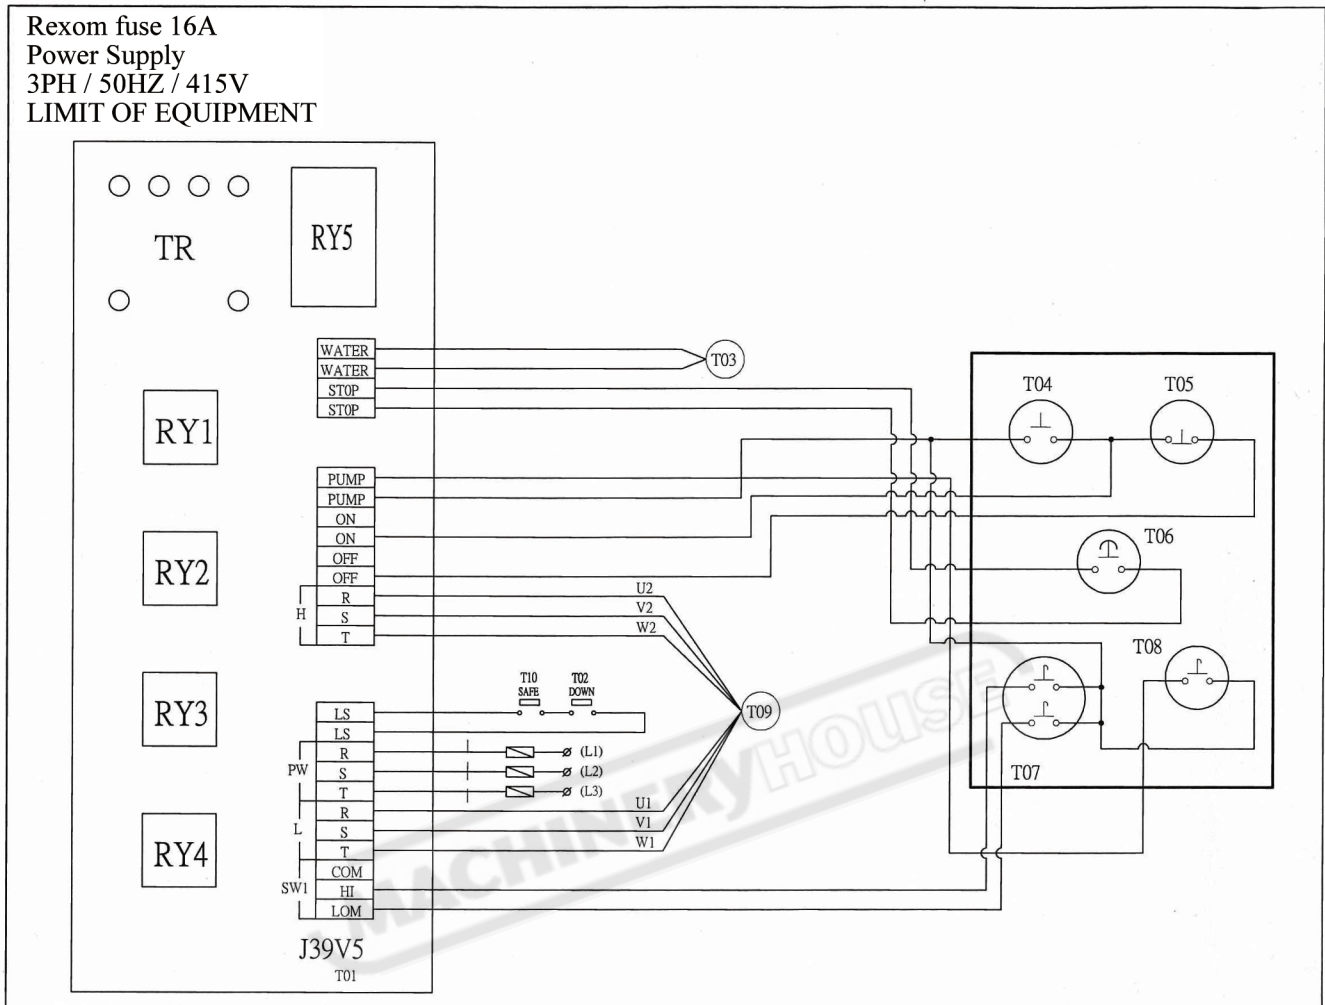 Rexom fuse 16A
Power Supply
3PH / 50HZ / 415V
LIMIT OF EQUIPMENT
TR
RY5
WATER
WATER
STOP
STOP
T03
T04
T05
RY1
PUMP
PUMP
ON
ON
OFF
OFF
H
R
S
T
U2
V2
W2
RY2
T06
T08
T10
SAFE
T02
DOWN
T09
RY3
LS
LS
PW
R
S
T
(L1)
(L2)
(L3)
T07
L
R
S
T
U1
V1
W1
RY4
SW1
COM
HI
LOM
J39V5
T01
MACHINERYHOUSE